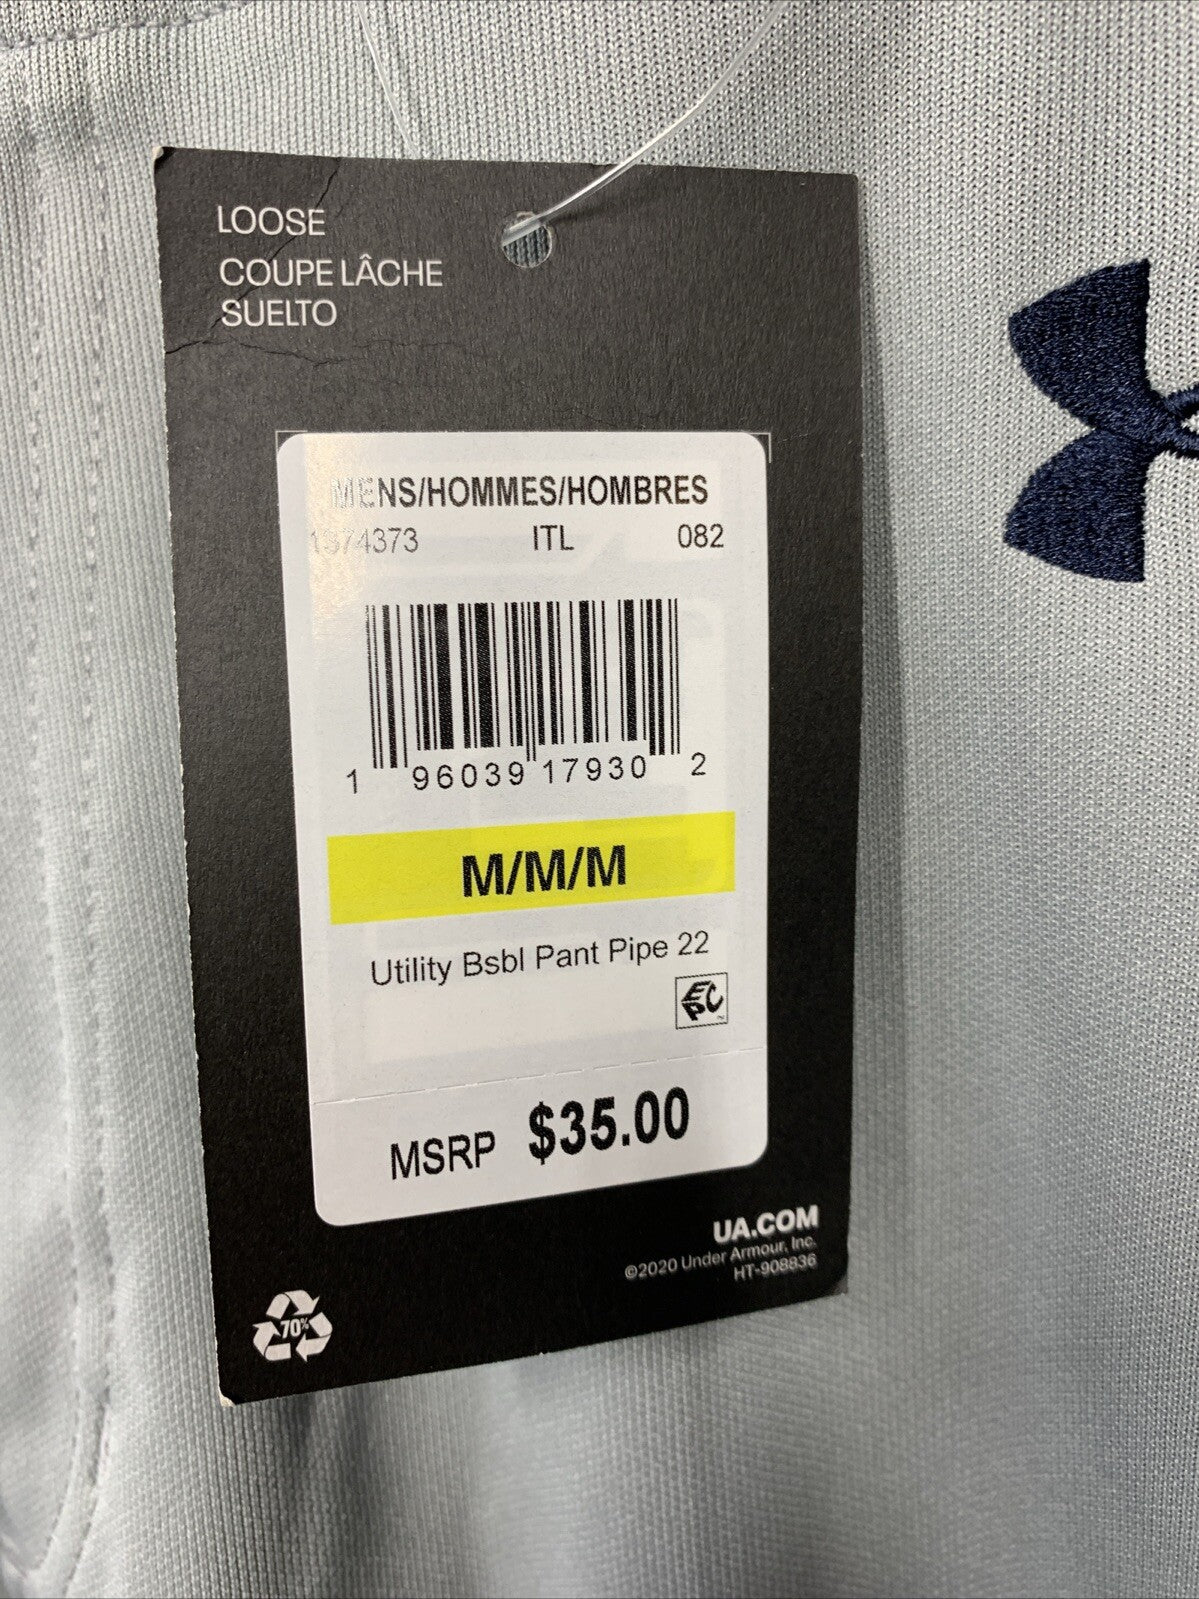 LOOSE
COUPE LÂCHE
SUELTO
MENS/HOMMES/HOMBRES
1374373 ITL 082
1 96039 17930 2
M/M/M
Utility Bsbl Pant Pipe 22
EPC
MSRP $35.00
UA.COM
©2020 Under Armour, Inc.
HT-908836
70%